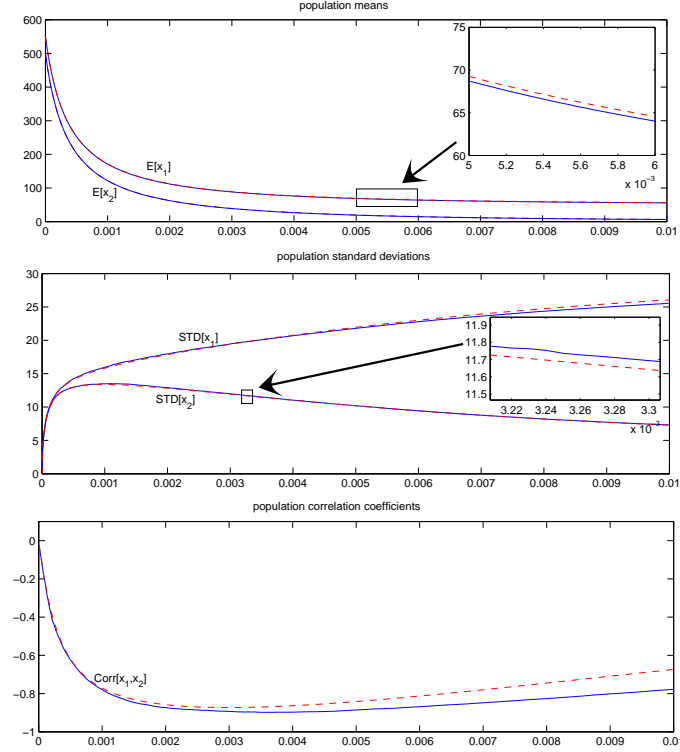 population means
600
500
400
300
200
100
0
E[x1]
E[x2]
75
70
65
60
5 5.2 5.4 5.6 5.8 6
x 10^-3
0 0.001 0.002 0.003 0.004 0.005 0.006 0.007 0.008 0.009 0.01
population standard deviations
30
25
20
15
10
5
0
STD[x1]
STD[x2]
11.9
11.8
11.7
11.6
11.5
3.22 3.24 3.26 3.28 3.3
x 10
0 0.001 0.002 0.003 0.004 0.005 0.006 0.007 0.008 0.009 0.01
population correlation coefficients
0
−0.2
−0.4
−0.6
−0.8
−1
Corr[x1,x2]
0 0.001 0.002 0.003 0.004 0.005 0.006 0.007 0.008 0.009 0.01